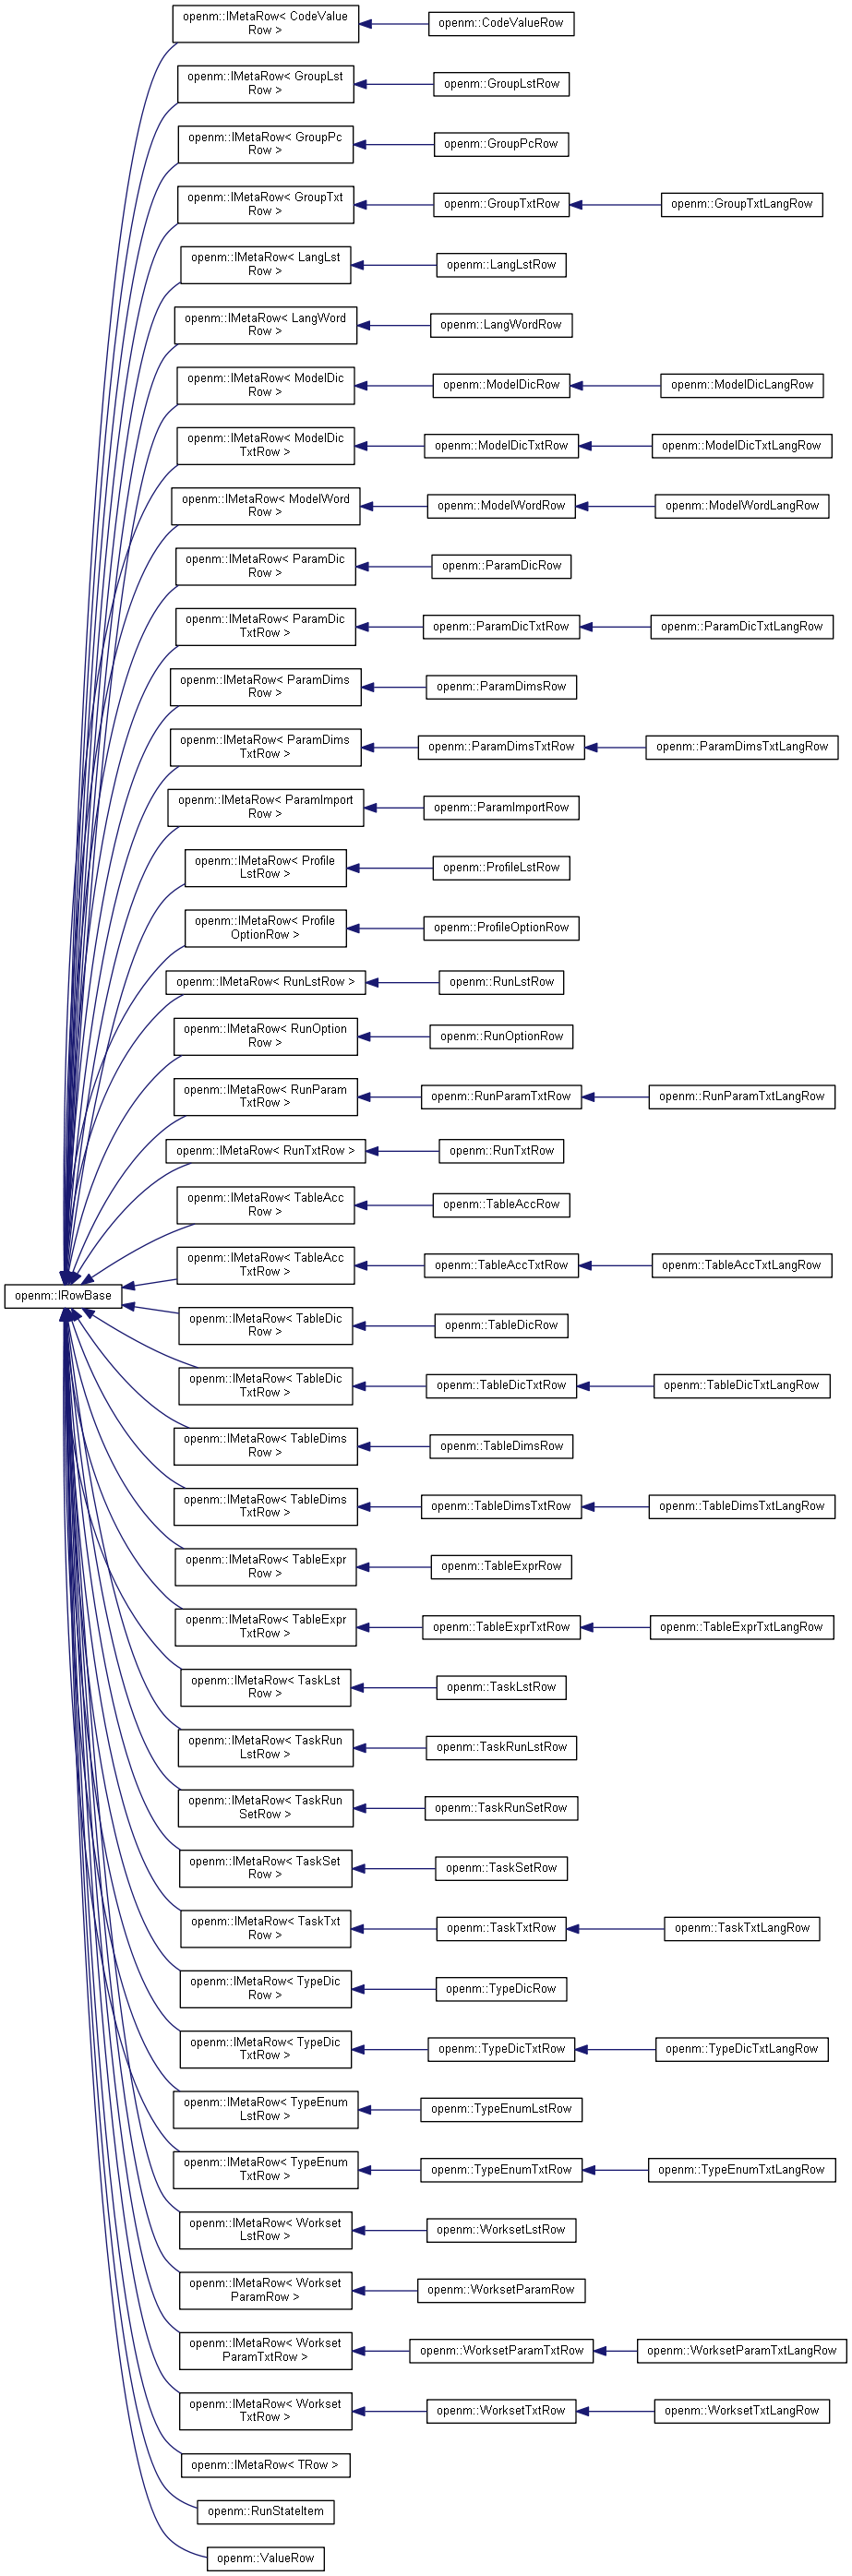 openm::IMetaRow< CodeValue
Row >
openm::CodeValueRow
openm::IMetaRow< GroupLst
Row >
openm::GroupLstRow
openm::IMetaRow< GroupPc
Row >
openm::GroupPcRow
openm::IMetaRow< GroupTxt
Row >
openm::GroupTxtRow
openm::GroupTxtLangRow
openm::IMetaRow< LangLst
Row >
openm::LangLstRow
openm::IMetaRow< LangWord
Row >
openm::LangWordRow
openm::IMetaRow< ModelDic
Row >
openm::ModelDicRow
openm::ModelDicLangRow
openm::IMetaRow< ModelDic
TxtRow >
openm::ModelDicTxtRow
openm::ModelDicTxtLangRow
openm::IMetaRow< ModelWord
Row >
openm::ModelWordRow
openm::ModelWordLangRow
openm::IMetaRow< ParamDic
Row >
openm::ParamDicRow
openm::IMetaRow< ParamDic
TxtRow >
openm::ParamDicTxtRow
openm::ParamDicTxtLangRow
openm::IMetaRow< ParamDims
Row >
openm::ParamDimsRow
openm::IMetaRow< ParamDims
TxtRow >
openm::ParamDimsTxtRow
openm::ParamDimsTxtLangRow
openm::IMetaRow< ParamImport
Row >
openm::ParamImportRow
openm::IMetaRow< Profile
LstRow >
openm::ProfileLstRow
openm::IMetaRow< Profile
OptionRow >
openm::ProfileOptionRow
openm::IMetaRow< RunLstRow >
openm::RunLstRow
openm::IMetaRow< RunOption
Row >
openm::RunOptionRow
openm::IMetaRow< RunParam
TxtRow >
openm::RunParamTxtRow
openm::RunParamTxtLangRow
openm::IMetaRow< RunTxtRow >
openm::RunTxtRow
openm::IMetaRow< TableAcc
Row >
openm::TableAccRow
openm::IMetaRow< TableAcc
TxtRow >
openm::TableAccTxtRow
openm::TableAccTxtLangRow
openm::IRowBase
openm::IMetaRow< TableDic
Row >
openm::TableDicRow
openm::IMetaRow< TableDic
TxtRow >
openm::TableDicTxtRow
openm::TableDicTxtLangRow
openm::IMetaRow< TableDims
Row >
openm::TableDimsRow
openm::IMetaRow< TableDims
TxtRow >
openm::TableDimsTxtRow
openm::TableDimsTxtLangRow
openm::IMetaRow< TableExpr
Row >
openm::TableExprRow
openm::IMetaRow< TableExpr
TxtRow >
openm::TableExprTxtRow
openm::TableExprTxtLangRow
openm::IMetaRow< TaskLst
Row >
openm::TaskLstRow
openm::IMetaRow< TaskRun
LstRow >
openm::TaskRunLstRow
openm::IMetaRow< TaskRun
SetRow >
openm::TaskRunSetRow
openm::IMetaRow< TaskSet
Row >
openm::TaskSetRow
openm::IMetaRow< TaskTxt
Row >
openm::TaskTxtRow
openm::TaskTxtLangRow
openm::IMetaRow< TypeDic
Row >
openm::TypeDicRow
openm::IMetaRow< TypeDic
TxtRow >
openm::TypeDicTxtRow
openm::TypeDicTxtLangRow
openm::IMetaRow< TypeEnum
LstRow >
openm::TypeEnumLstRow
openm::IMetaRow< TypeEnum
TxtRow >
openm::TypeEnumTxtRow
openm::TypeEnumTxtLangRow
openm::IMetaRow< Workset
LstRow >
openm::WorksetLstRow
openm::IMetaRow< Workset
ParamRow >
openm::WorksetParamRow
openm::IMetaRow< Workset
ParamTxtRow >
openm::WorksetParamTxtRow
openm::WorksetParamTxtLangRow
openm::IMetaRow< Workset
TxtRow >
openm::WorksetTxtRow
openm::WorksetTxtLangRow
openm::IMetaRow< TRow >
openm::RunStateItem
openm::ValueRow